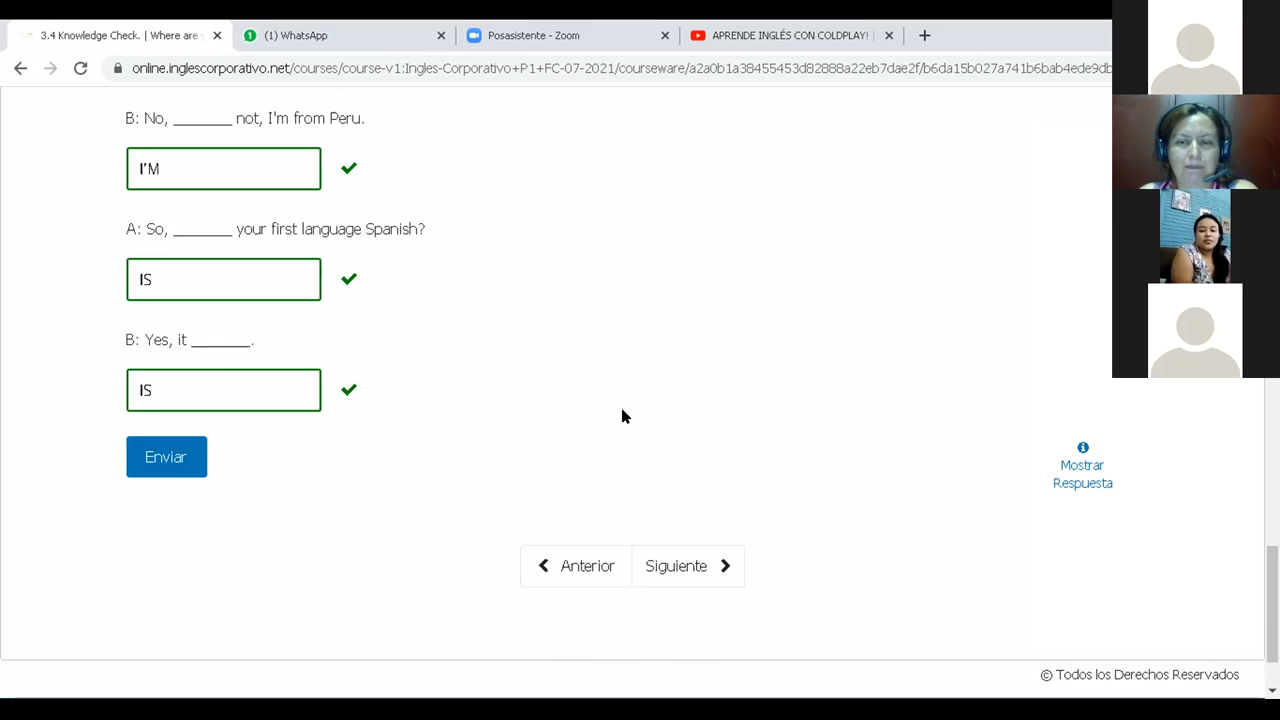 3.4 Knowledge Check. | Where are
1 (1) WhatsApp
Posasistente - Zoom
APRENDE INGLÉS CON COLDPLAY!
online.inglescorporativo.net/courses/course-v1:Ingles-Corporativo+P1+FC-07-2021/courseware/a2a0b1a38455453d82888a22eb7dae2f/b6da15b027a741b6bab4ede9db
B: No, _______ not, I'm from Peru.
I'M
A: So, _______ your first language Spanish?
IS
B: Yes, it _______.
IS
Enviar
Mostrar
Respuesta
Anterior
Siguiente
© Todos los Derechos Reservados